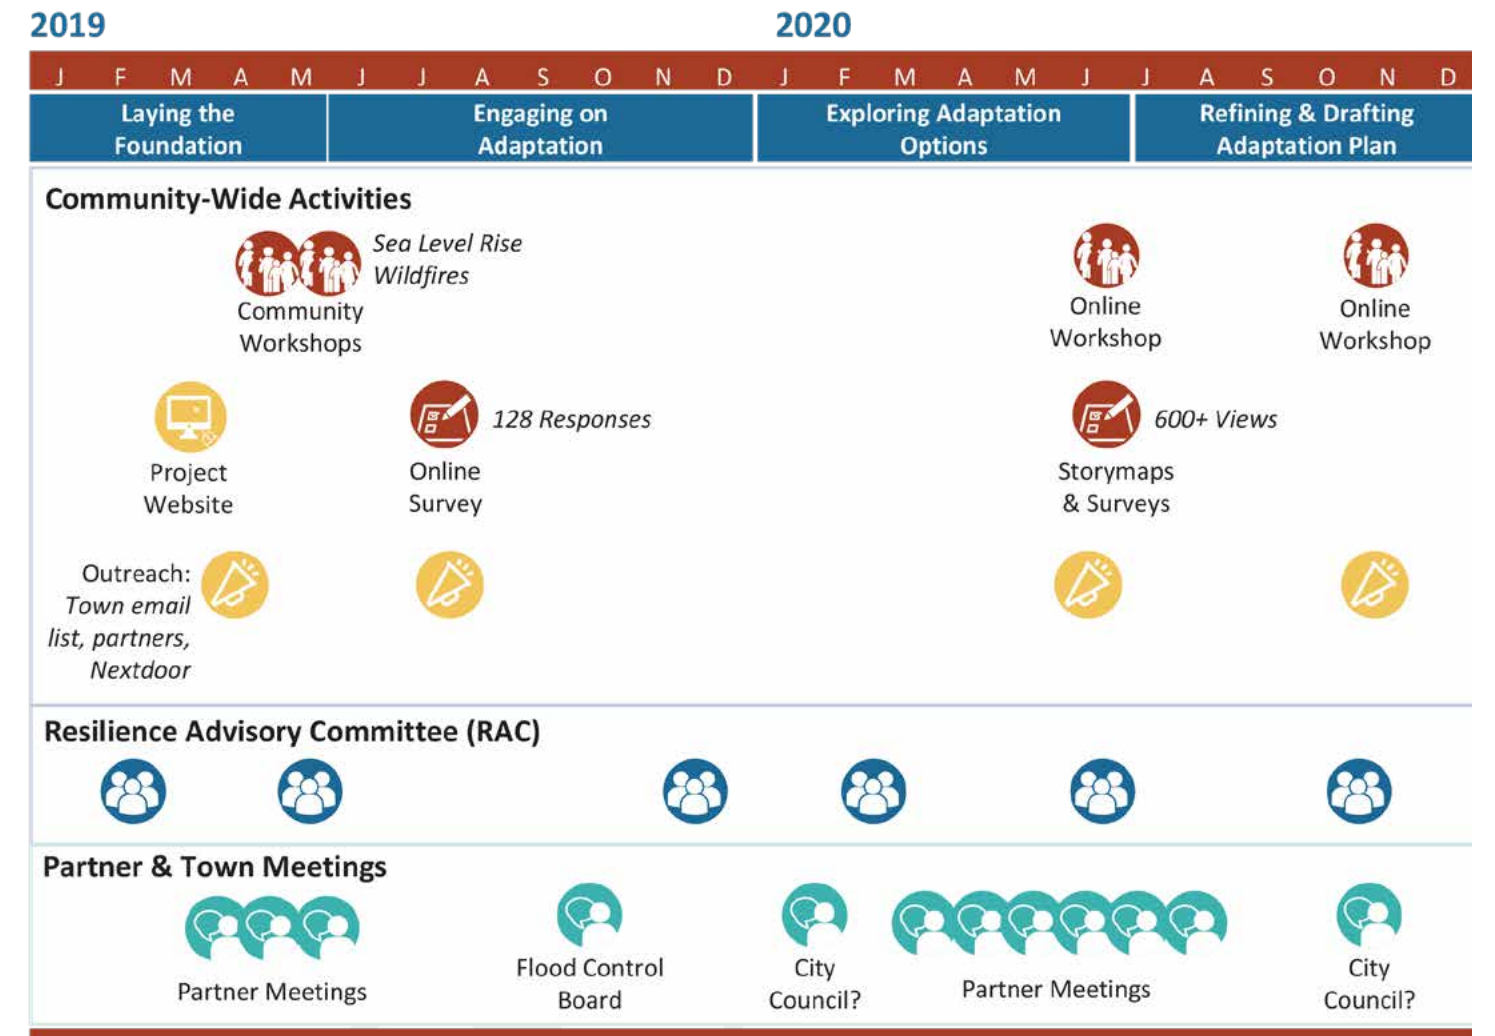 2019 2020
J F M A M J J A S O N D J F M A M J J A S O N D
Laying the
Foundation
Engaging on
Adaptation
Exploring Adaptation
Options
Refining & Drafting
Adaptation Plan
Community-Wide Activities
Sea Level Rise
Wildfires
Community
Workshops
Online
Workshop
Online
Workshop
Project
Website
128 Responses
Online
Survey
600+ Views
Storymaps
& Surveys
Outreach:
Town email
list, partners,
Nextdoor
Resilience Advisory Committee (RAC)
Partner & Town Meetings
Partner Meetings
Flood Control
Board
City
Council?
Partner Meetings
City
Council?